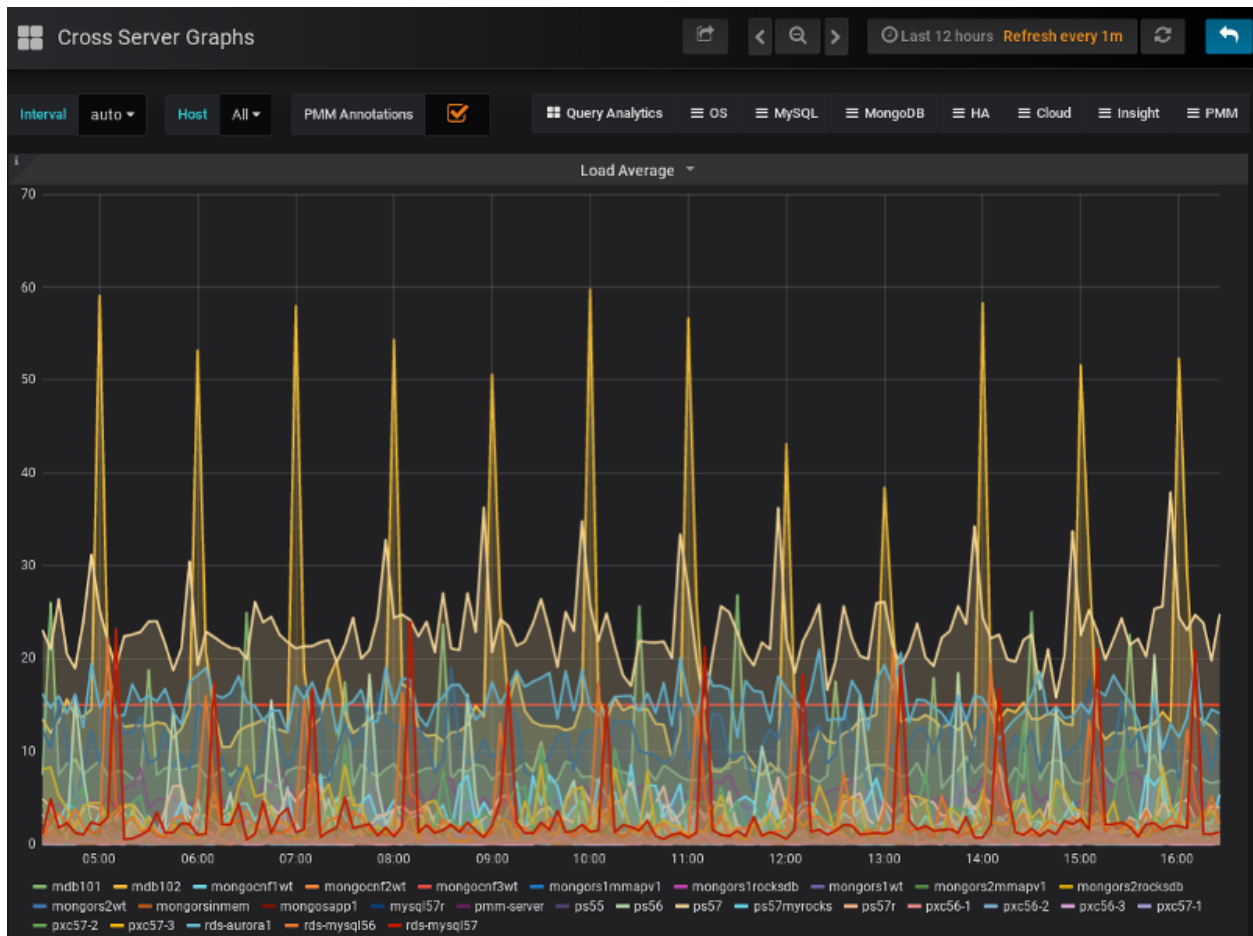 Cross Server Graphs
Last 12 hours Refresh every 1m
Interval auto Host All PMM Annotations Query Analytics OS MySQL MongoDB HA Cloud Insight PMM
i
Load Average
70
60
50
40
30
20
10
0
05:00 06:00 07:00 08:00 09:00 10:00 11:00 12:00 13:00 14:00 15:00 16:00
mdb101 mdb102 mongocnf1wt mongocnf2wt mongocnf3wt mongors1mmapv1 mongors1rocksdb mongors1wt mongors2mmapv1 mongors2rocksdb
mongors2wt mongorsinmem mongosapp1 mysql57r pmm-server ps55 ps56 ps57 ps57myrocks ps57r pxc56-1 pxc56-2 pxc56-3 pxc57-1
pxc57-2 pxc57-3 rds-aurora1 rds-mysql56 rds-mysql57